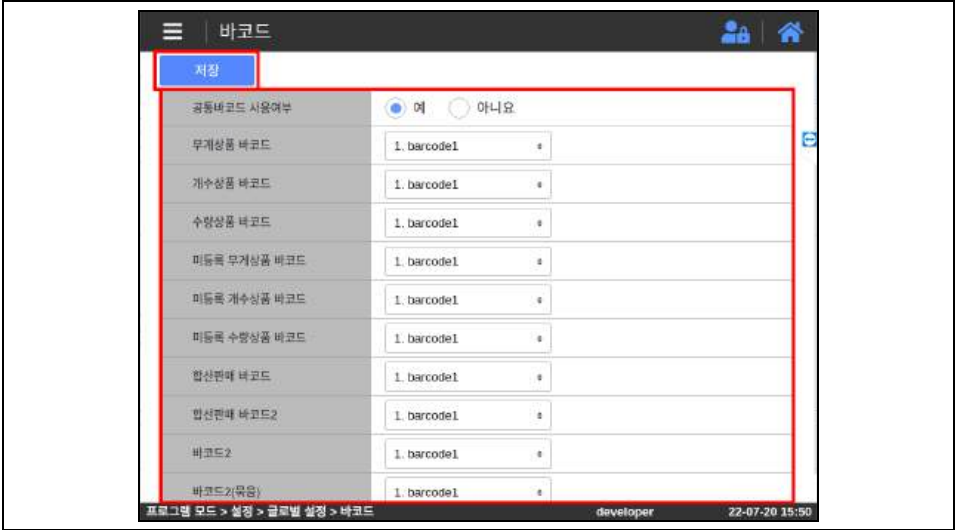 바코드
저장
공통바코드 사용여부 예 아니요
무게상품 바코드 1. barcode1
개수상품 바코드 1. barcode1
수량상품 바코드 1. barcode1
미등록 무게상품 바코드 1. barcode1
미등록 개수상품 바코드 1. barcode1
미등록 수량상품 바코드 1. barcode1
합산판매 바코드 1. barcode1
합산판매 바코드2 1. barcode1
바코드2 1. barcode1
바코드2(묶음) 1. barcode1
프로그램 모드 > 설정 > 글로벌 설정 > 바코드 developer 22-07-20 15:50